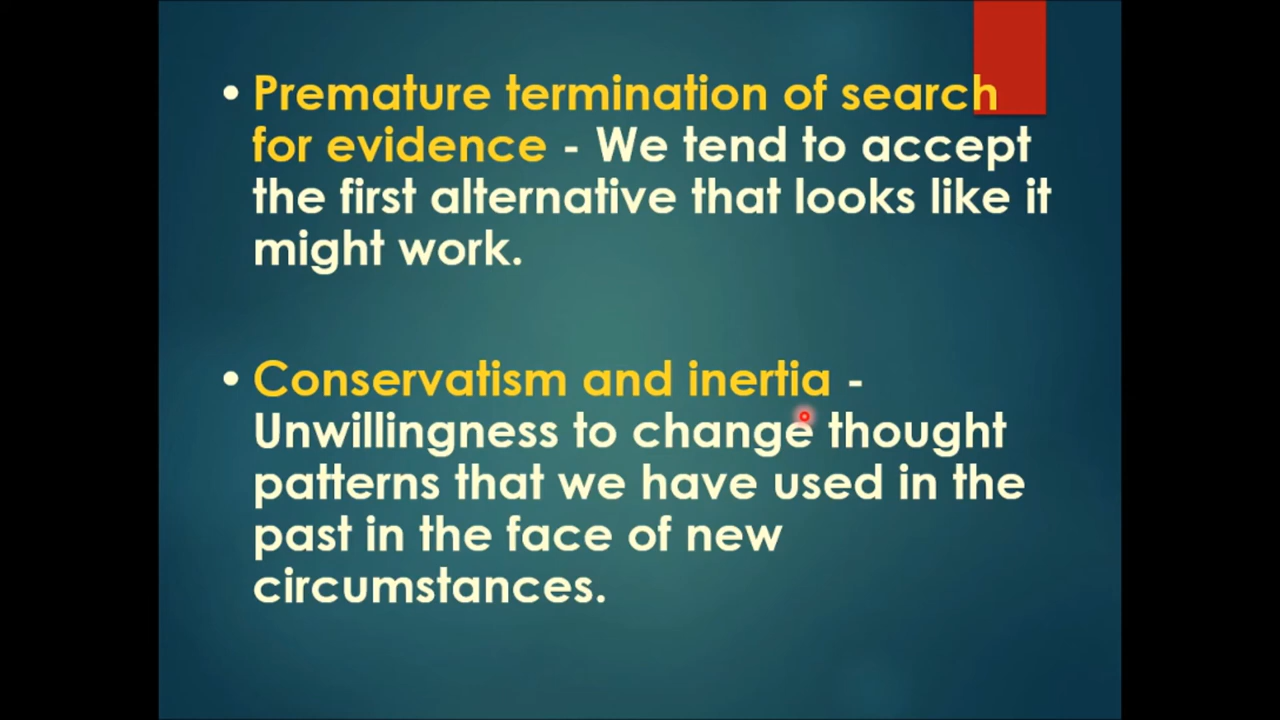 • Premature termination of search
for evidence - We tend to accept
the first alternative that looks like it
might work.
• Conservatism and inertia -
Unwillingness to change thought
patterns that we have used in the
past in the face of new
circumstances.